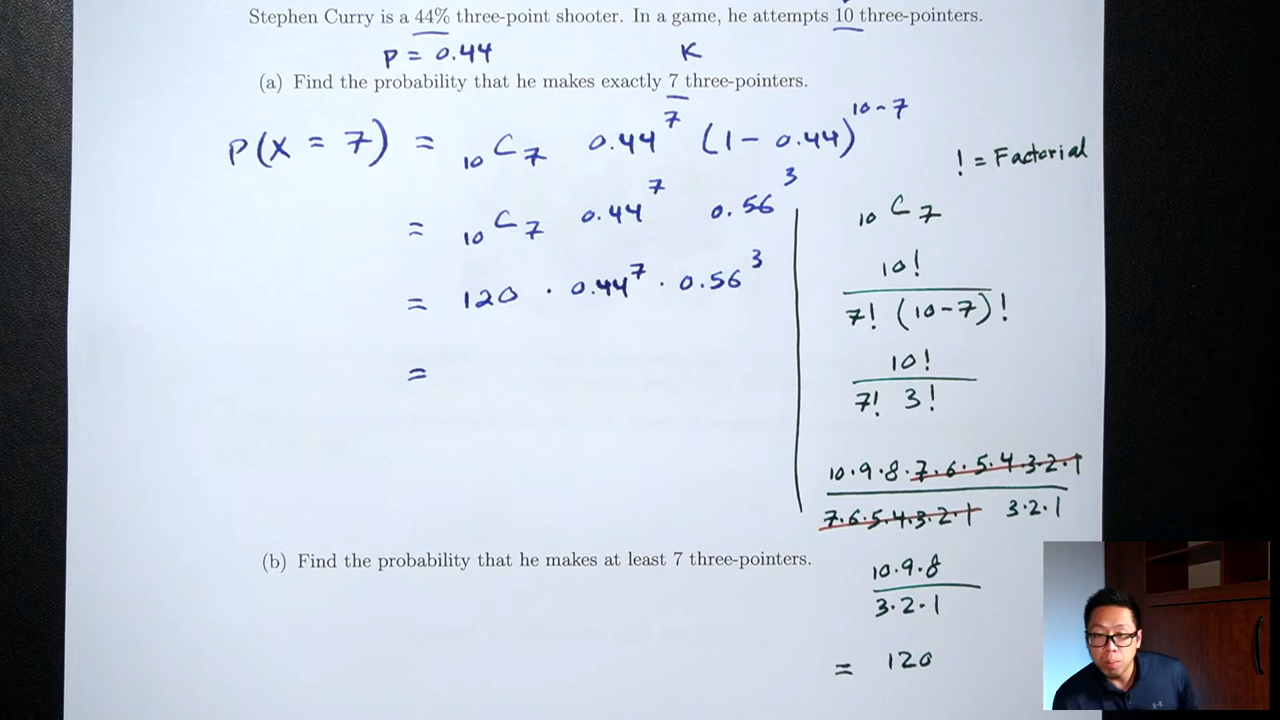 Stephen Curry is a 44% three-point shooter. In a game, he attempts 10 three-pointers.
P = 0.44 K
(a) Find the probability that he makes exactly 7 three-pointers.
P(X = 7) = ₁₀C₇ 0.44⁷ (1 - 0.44)¹⁰⁻⁷
= ₁₀C₇ 0.44⁷ 0.56³
= 120 · 0.44⁷ · 0.56³
=
! = Factorial
₁₀C₇
10!
7! (10-7)!
10!
7! 3!
10·9·8·7·6·5·4·3·2·1
7·6·5·4·3·2·1 3·2·1
10·9·8
3·2·1
= 120
(b) Find the probability that he makes at least 7 three-pointers.